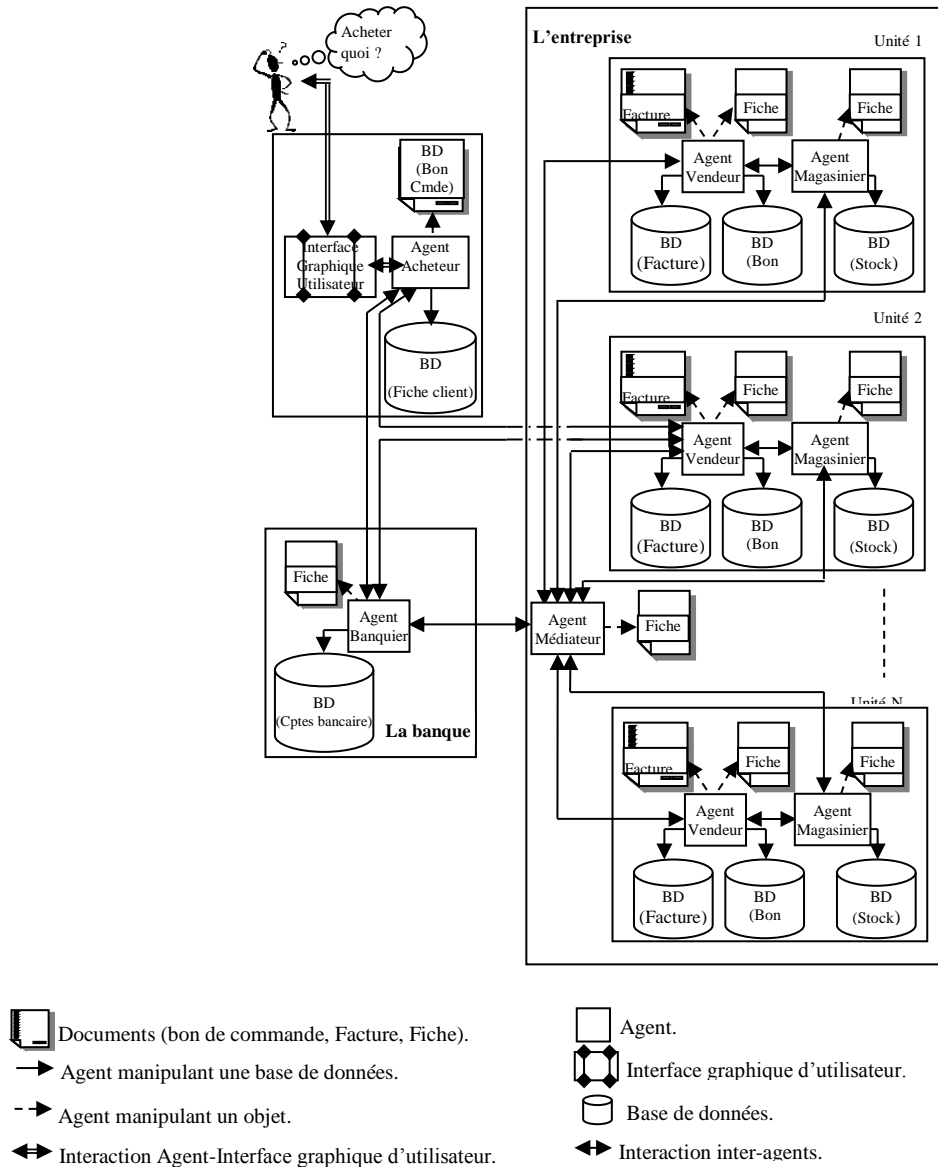 Acheter
quoi ?
L'entreprise
Unité 1
Facture
Fiche
Fiche
Agent
Vendeur
Agent
Magasinier
BD
(Facture)
BD
(Bon
BD
(Stock)
BD
(Bon
Cmde)
Interface
Graphique
Utilisateur
Agent
Acheteur
BD
(Fiche client)
Unité 2
Facture
Fiche
Fiche
Agent
Vendeur
Agent
Magasinier
BD
(Facture)
BD
(Bon
BD
(Stock)
Fiche
Agent
Banquier
BD
(Cptes bancaire)
La banque
Agent
Médiateur
Fiche
Unité N
Facture
Fiche
Fiche
Agent
Vendeur
Agent
Magasinier
BD
(Facture)
BD
(Bon
BD
(Stock)
Documents (bon de commande, Facture, Fiche).
Agent manipulant une base de données.
Agent manipulant un objet.
Interaction Agent-Interface graphique d'utilisateur.
Agent.
Interface graphique d'utilisateur.
Base de données.
Interaction inter-agents.